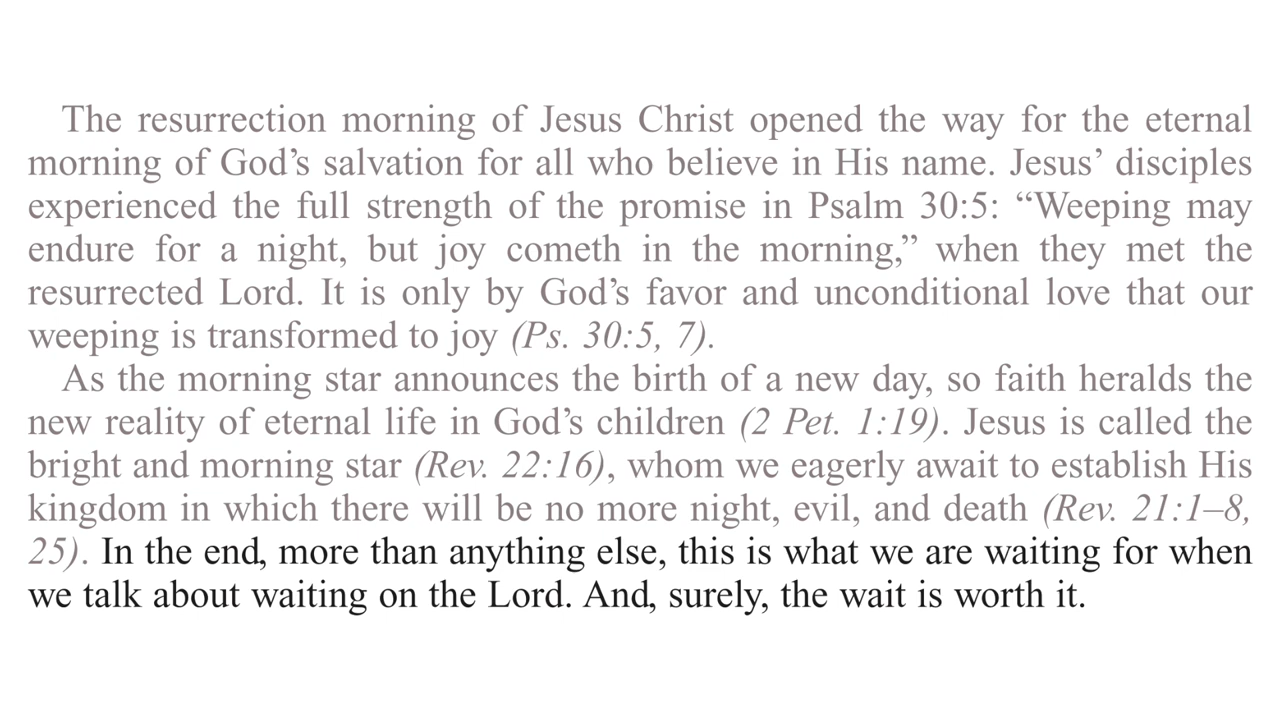 The resurrection morning of Jesus Christ opened the way for the eternal
morning of God’s salvation for all who believe in His name. Jesus’ disciples
experienced the full strength of the promise in Psalm 30:5: “Weeping may
endure for a night, but joy cometh in the morning,” when they met the
resurrected Lord. It is only by God’s favor and unconditional love that our
weeping is transformed to joy (Ps. 30:5, 7).
As the morning star announces the birth of a new day, so faith heralds the
new reality of eternal life in God’s children (2 Pet. 1:19). Jesus is called the
bright and morning star (Rev. 22:16), whom we eagerly await to establish His
kingdom in which there will be no more night, evil, and death (Rev. 21:1–8,
25). In the end, more than anything else, this is what we are waiting for when
we talk about waiting on the Lord. And, surely, the wait is worth it.